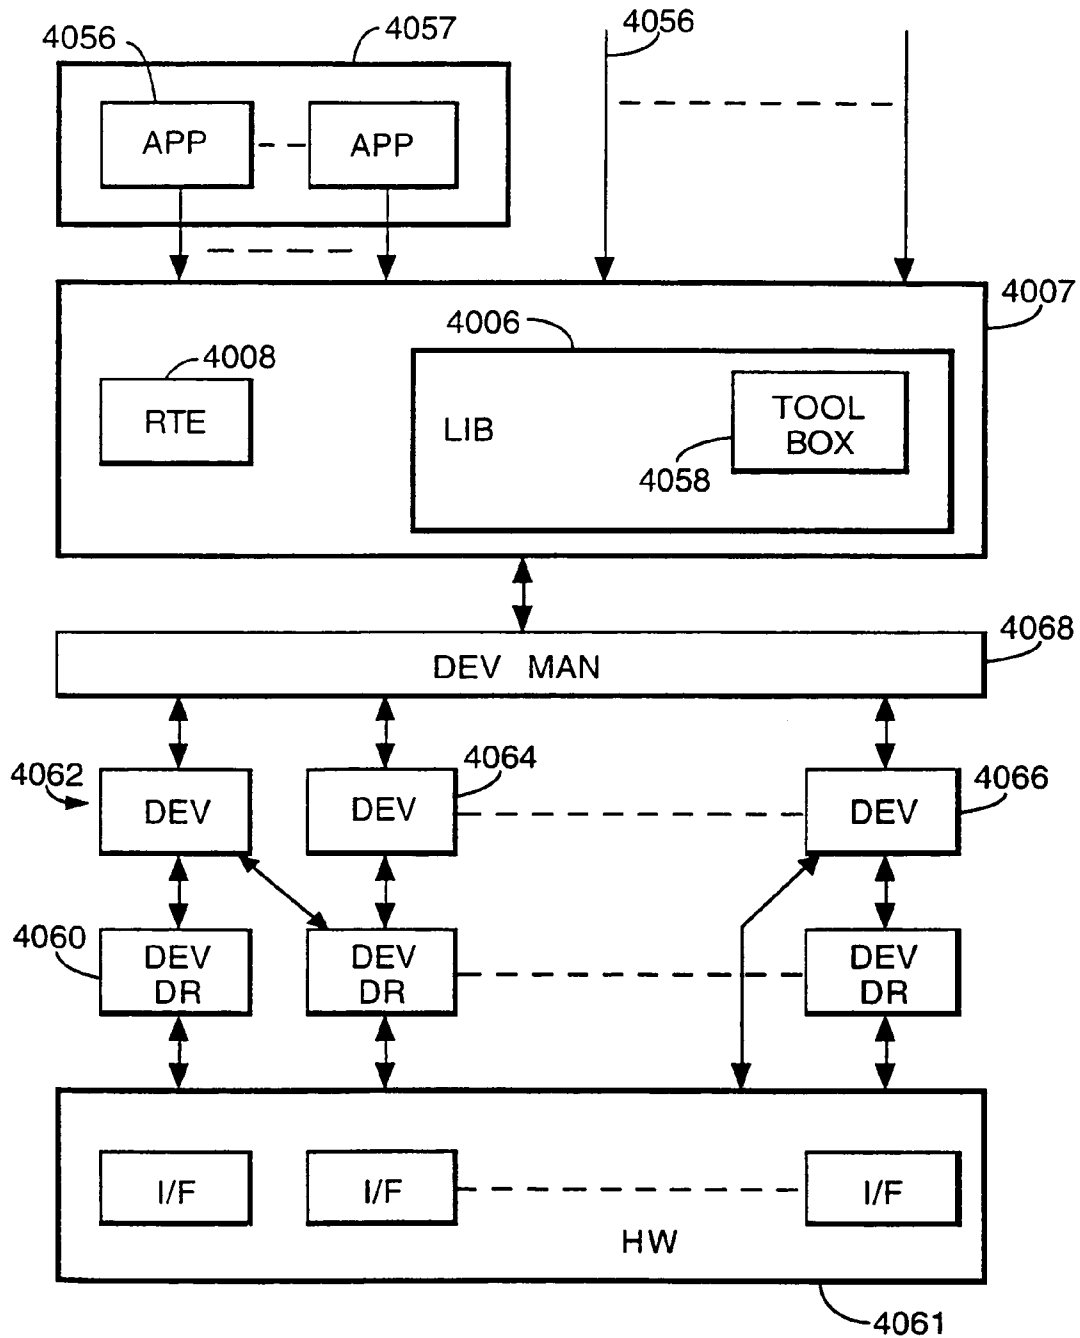 4056
4057
4056
APP
APP
4007
4006
4008
RTE
LIB
TOOL
BOX
4058
4068
DEV MAN
4062
4064
4066
DEV
DEV
DEV
4060
DEV
DR
DEV
DR
DEV
DR
I/F
I/F
I/F
HW
4061